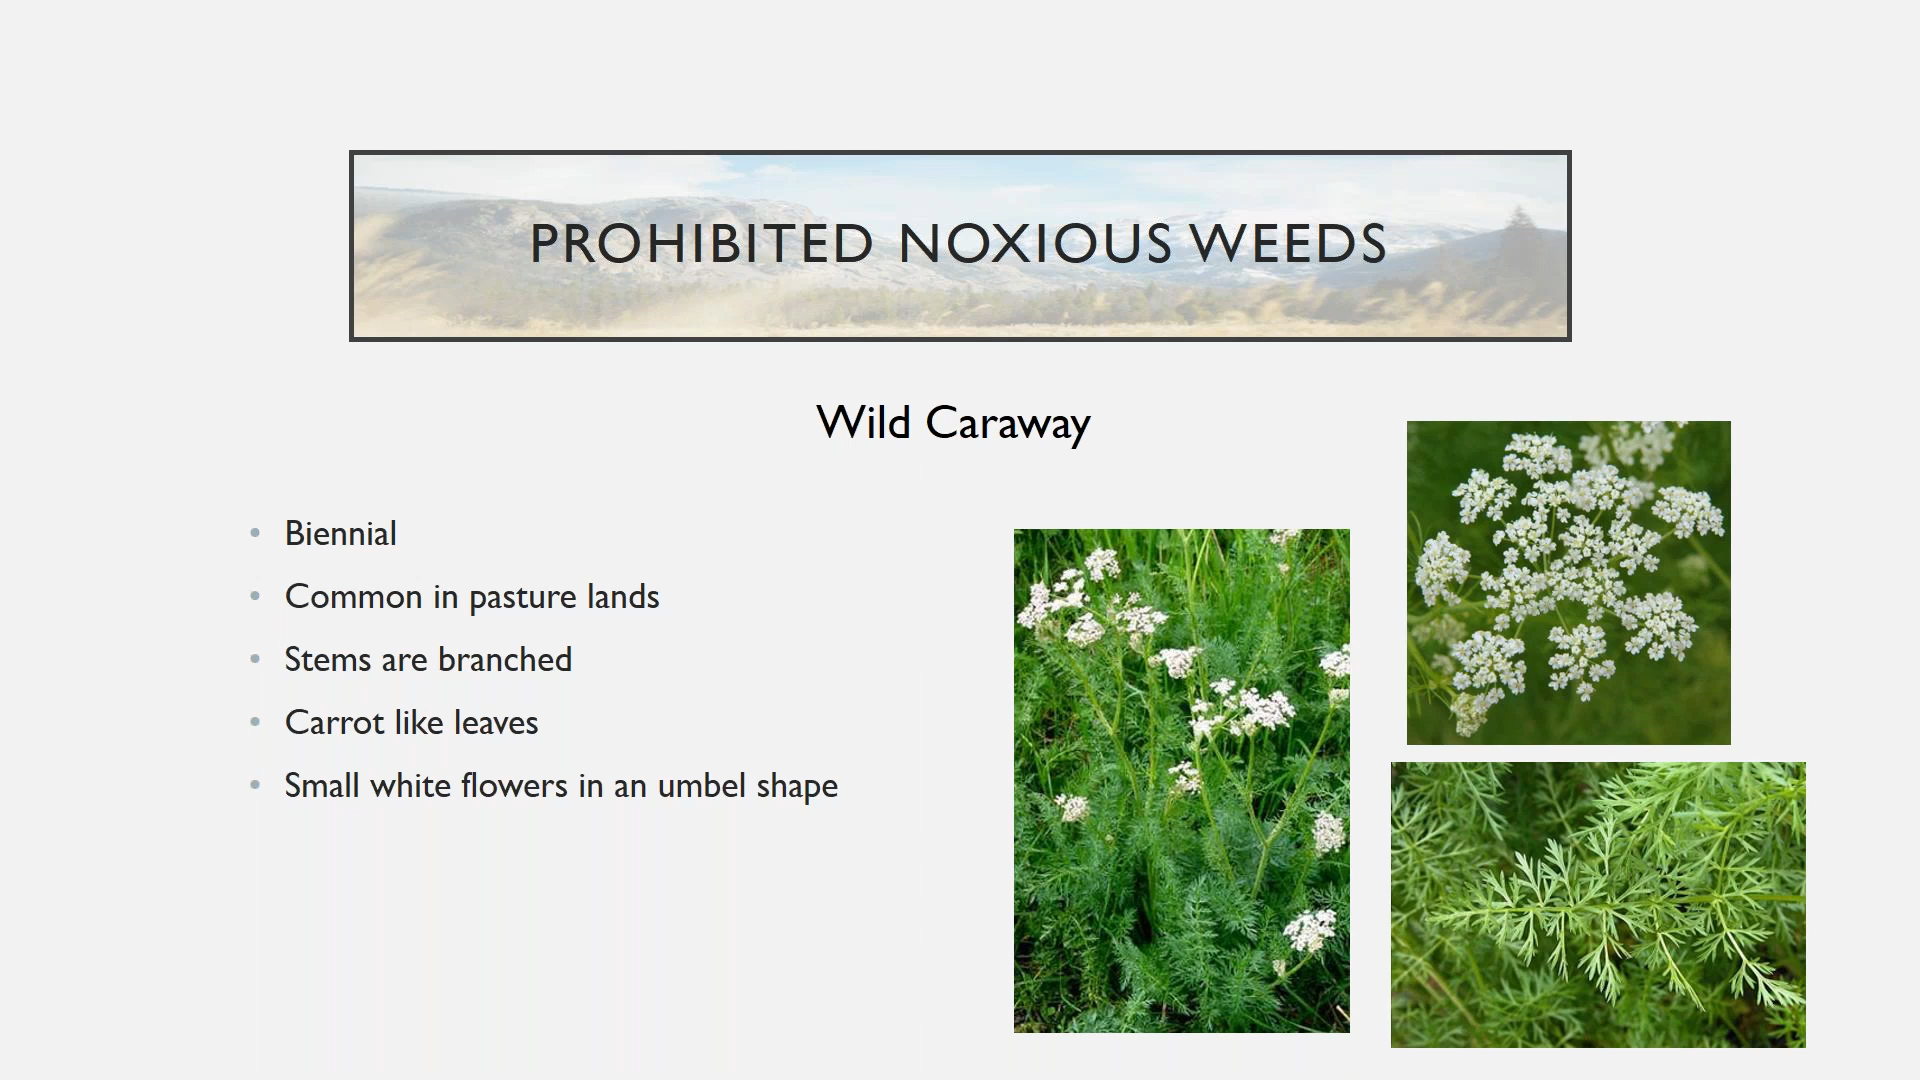 PROHIBITED NOXIOUS WEEDS
Wild Caraway
• Biennial
• Common in pasture lands
• Stems are branched
• Carrot like leaves
• Small white flowers in an umbel shape